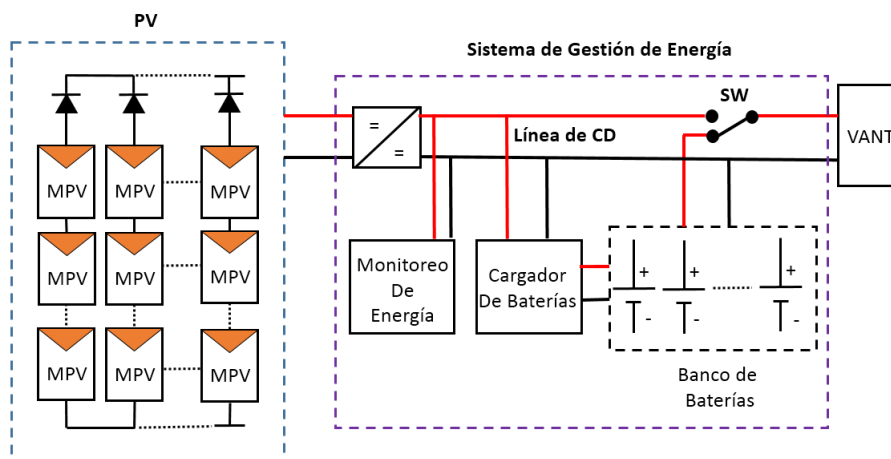 PV
Sistema de Gestión de Energía
SW
Línea de CD
VANT
=
=
MPV
MPV
MPV
MPV
MPV
MPV
MPV
MPV
MPV
Monitoreo
De
Energía
Cargador
De Baterías
+
+
+
-
-
-
Banco de
Baterías